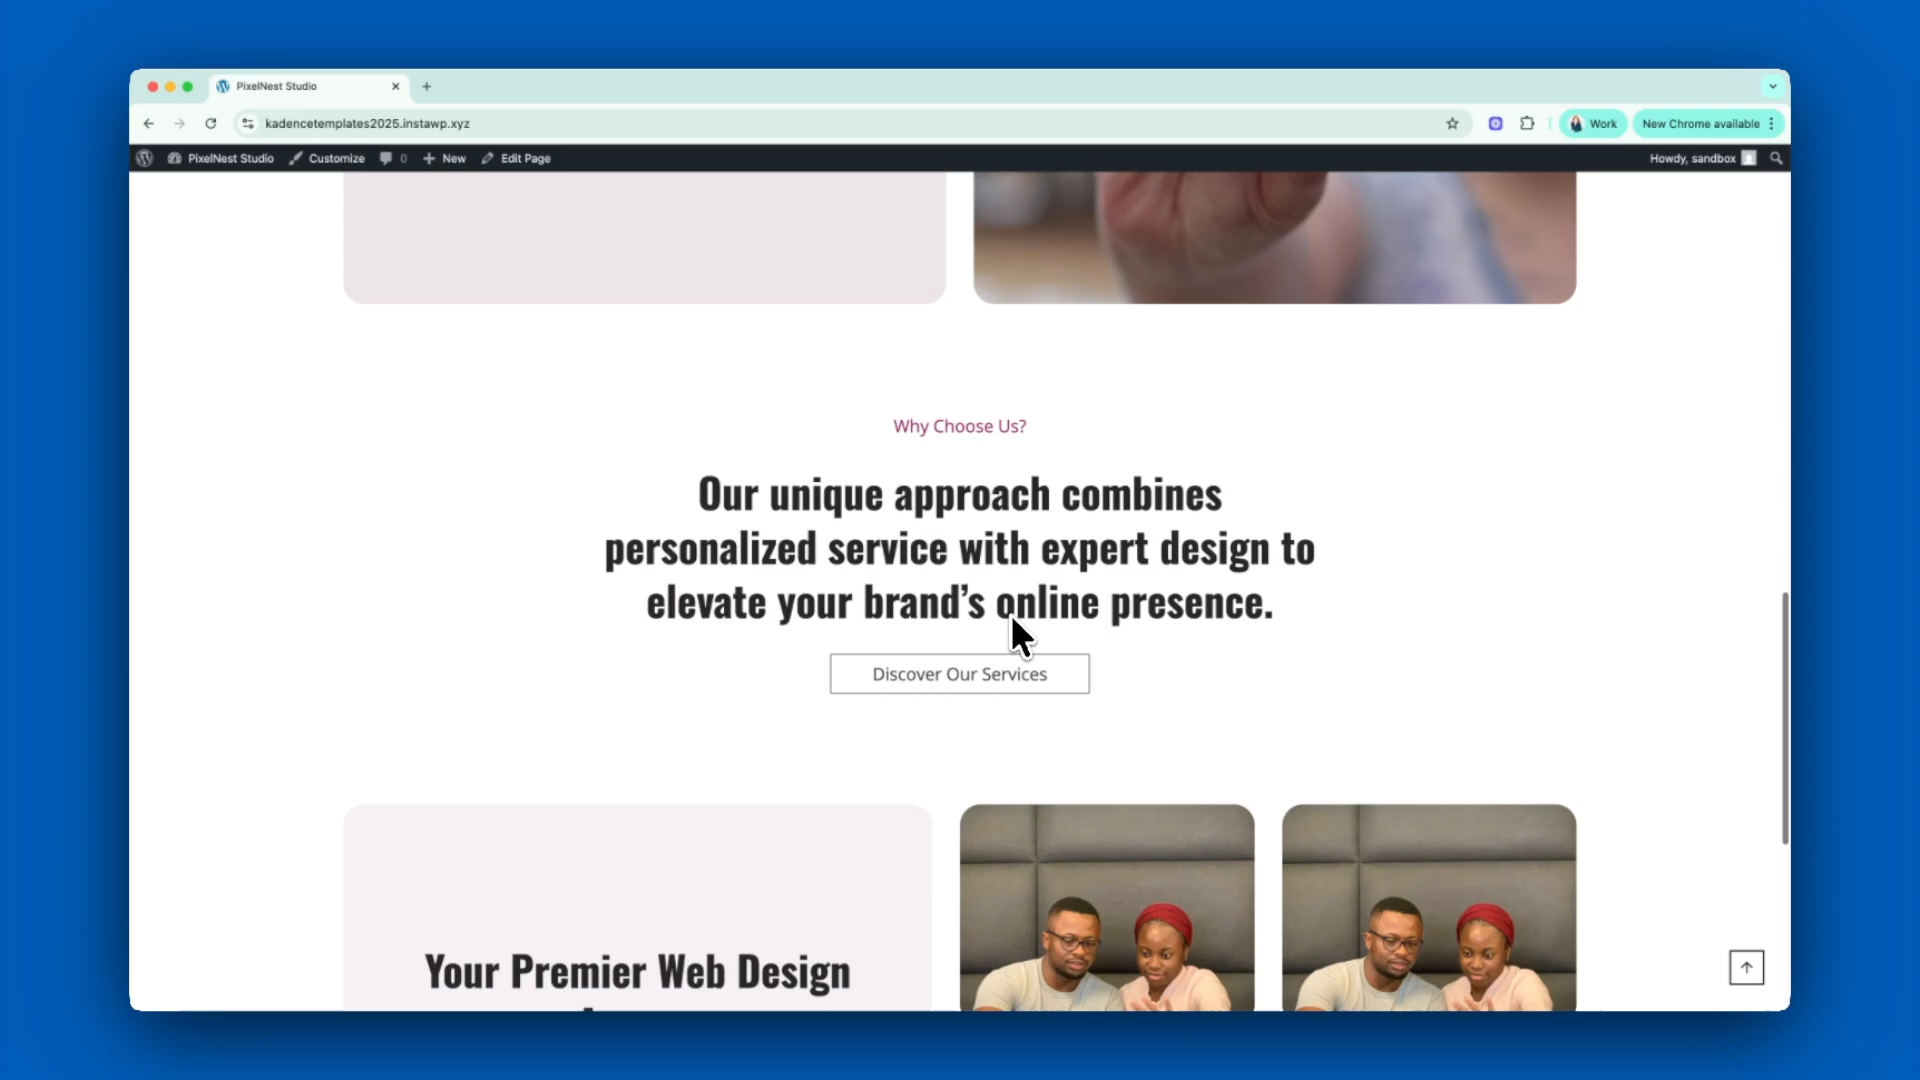 PixelNest Studio
kadencetemplates2025.instawp.xyz
Work
New Chrome available
PixelNest Studio
Customize
0
New
Edit Page
Howdy, sandbox
Why Choose Us?
Our unique approach combines
personalized service with expert design to
elevate your brand’s online presence.
Discover Our Services
Your Premier Web Design